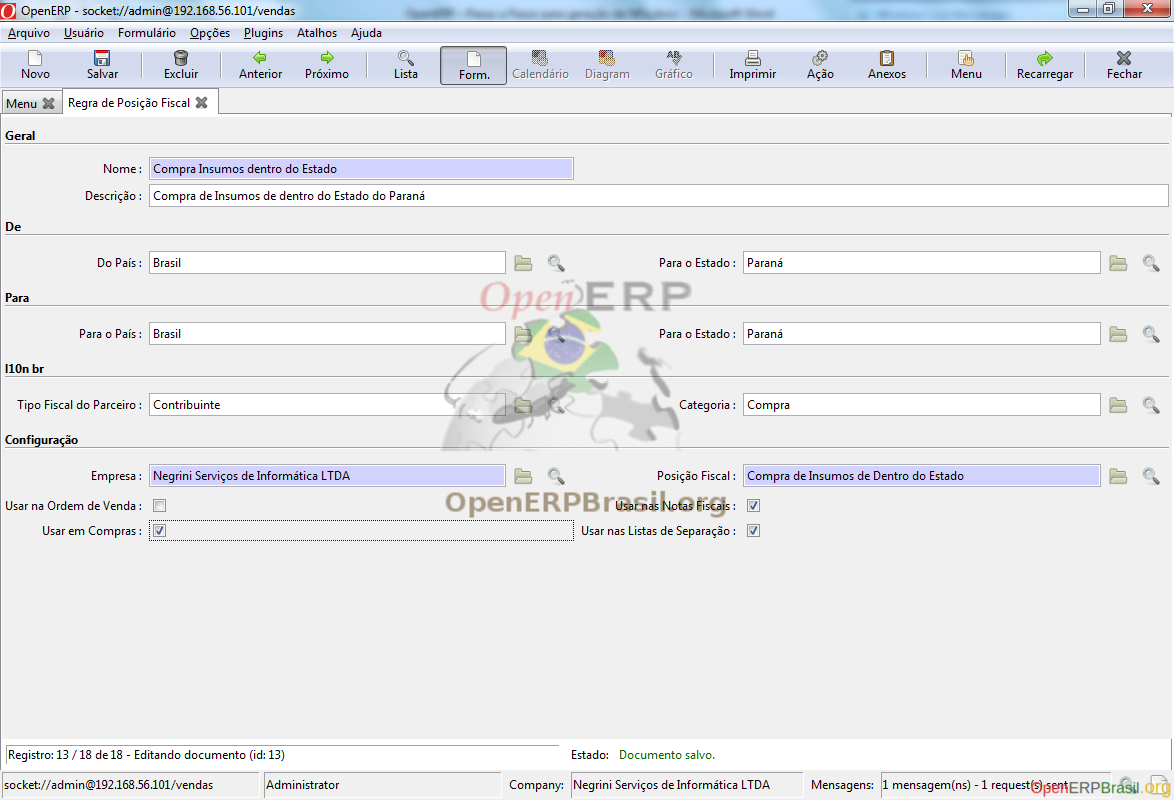 OpenERP - socket://admin@192.168.56.101/vendas
Arquivo Usuário Formulário Opções Plugins Atalhos Ajuda
Novo Salvar Excluir Anterior Próximo Lista Form. Calendário Diagram Gráfico Imprimir Ação Anexos Menu Recarregar Fechar
Menu Regra de Posição Fiscal
Geral
Nome : Compra Insumos dentro do Estado
Descrição : Compra de Insumos de dentro do Estado do Paraná
De
Do País : Brasil Para o Estado : Paraná
OpenERP
Para
Para o País : Brasil Para o Estado : Paraná
l10n br
Tipo Fiscal do Parceiro : Contribuinte Categoria : Compra
Configuração
Empresa : Negrini Serviços de Informática LTDA Posição Fiscal : Compra de Insumos de Dentro do Estado
OpenERPBrasil.org
Usar na Ordem de Venda : Usar nas Notas Fiscais :
Usar em Compras : Usar nas Listas de Separação :
Registro: 13 / 18 de 18 - Editando documento (id: 13) Estado: Documento salvo.
socket://admin@192.168.56.101/vendas Administrator Company: Negrini Serviços de Informática LTDA Mensagens: 1 mensagem(ns) - 1 request(s) sent
OpenERPBrasil.org